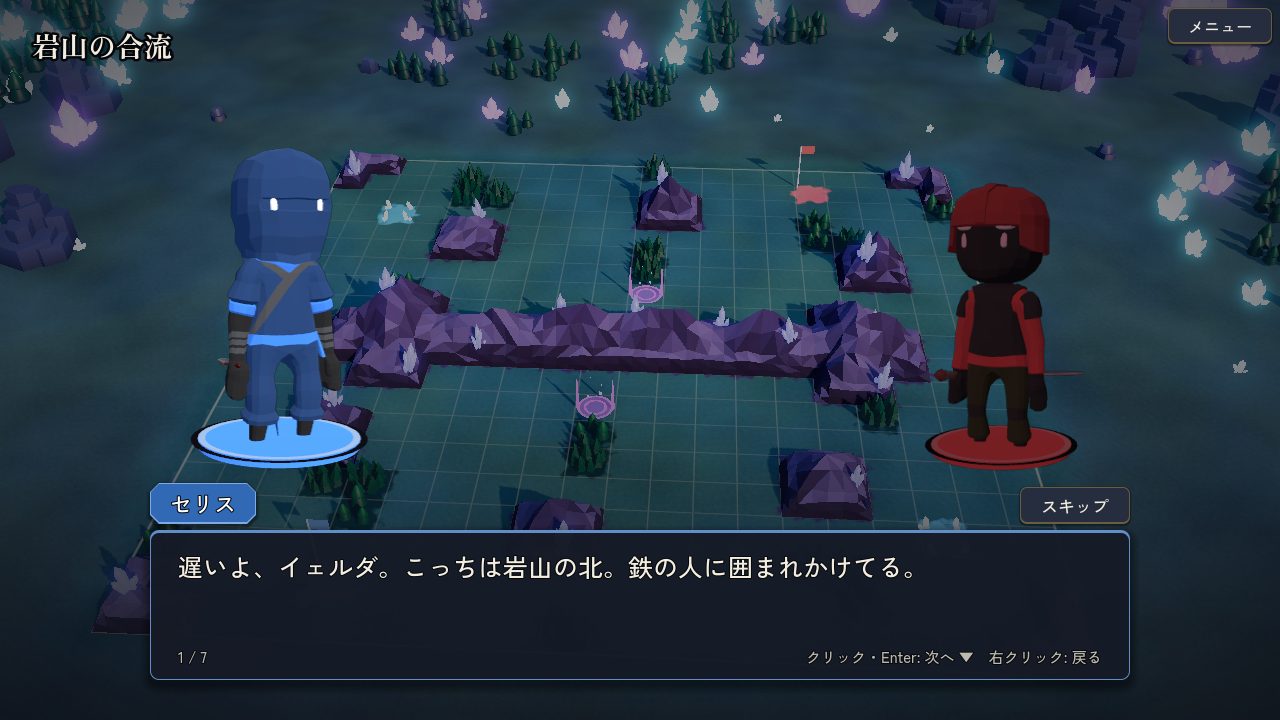 岩山の合流
メニュー
セリス
スキップ
遅いよ、イェルダ。こっちは岩山の北。鉄の人に囲まれかけてる。
1 / 7
クリック・Enter: 次へ ▼ 右クリック: 戻る